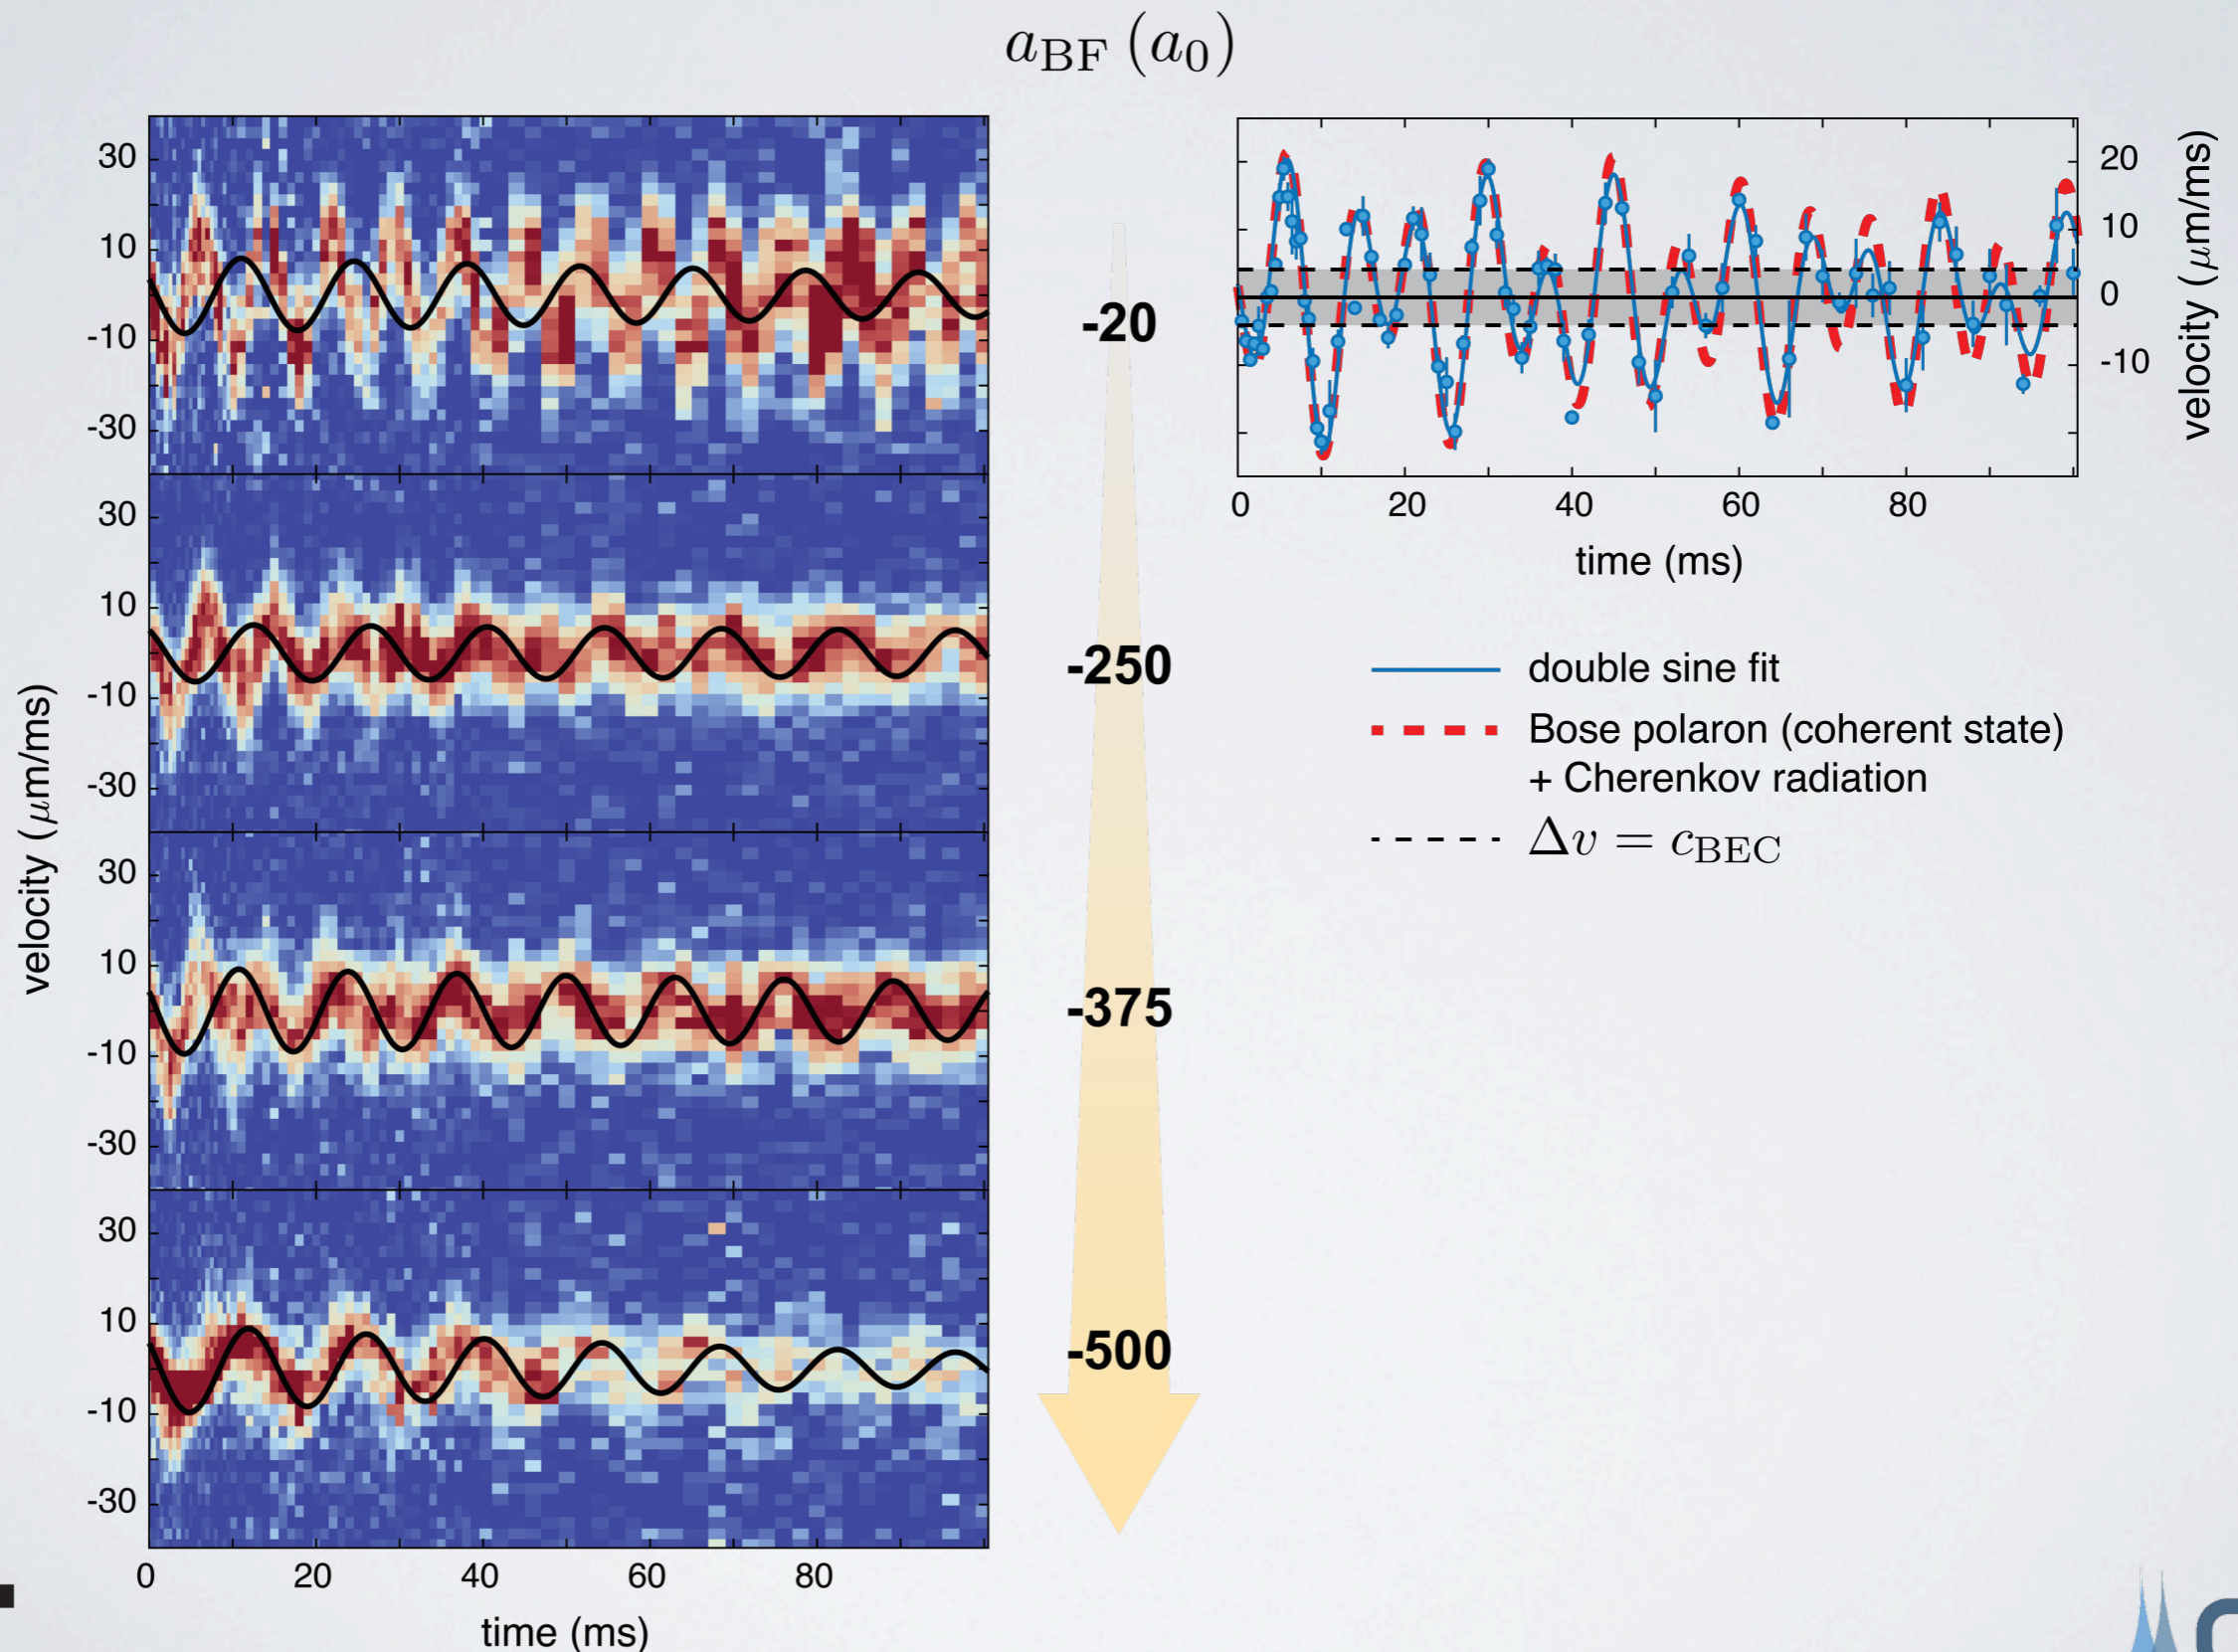 a_BF (a_0)
30
10
-10
-30
30
10
-10
-30
30
10
-10
-30
30
10
-10
-30
velocity (μm/ms)
0 20 40 60 80
time (ms)
-20
-250
-375
-500
20
10
0
-10
velocity (μm/ms)
0 20 40 60 80
time (ms)
double sine fit
Bose polaron (coherent state)
+ Cherenkov radiation
Δv = c_BEC